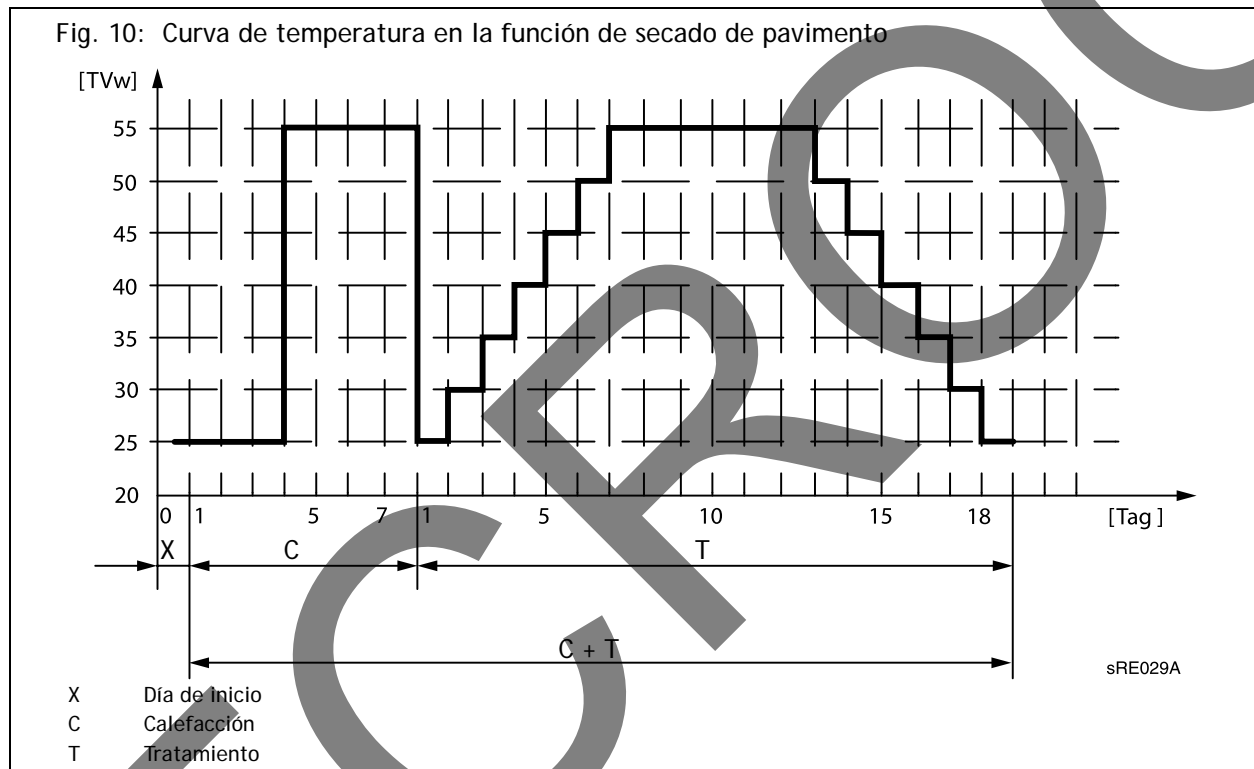 Fig. 10: Curva de temperatura en la función de secado de pavimento
[TVw]
55
50
45
40
35
30
25
20
0 1 5 7 1 5 10 15 18 [Tag ]
X C T
C + T
sRE029A
X Día de inicio
C Calefacción
T Tratamiento